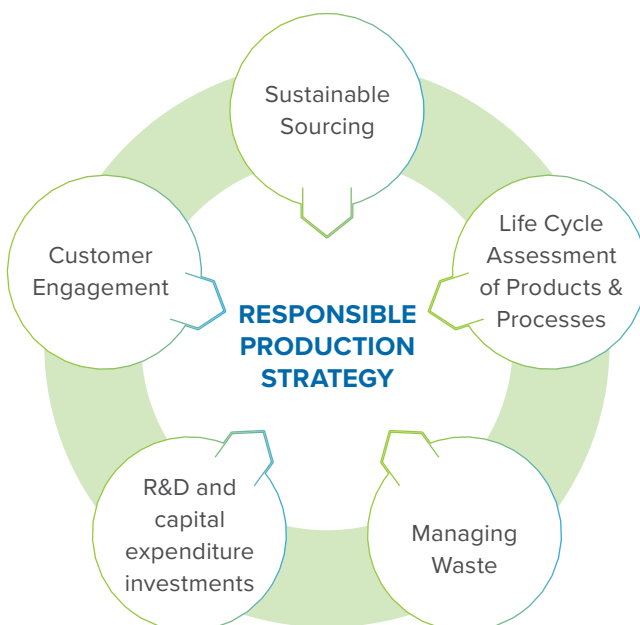 Sustainable
Sourcing
Life Cycle
Assessment
of Products &
Processes
Customer
Engagement
RESPONSIBLE
PRODUCTION
STRATEGY
R&D and
capital
expenditure
investments
Managing
Waste